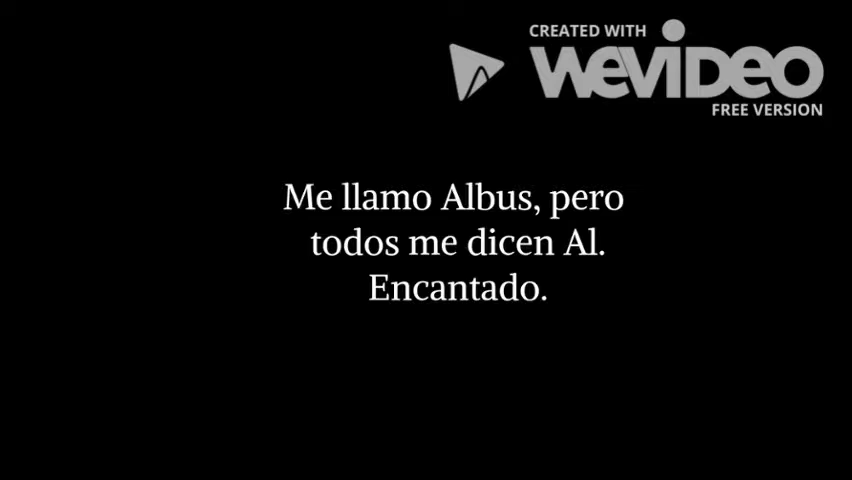 CREATED WITH
WEVIDEO
FREE VERSION
Me llamo Albus, pero
todos me dicen Al.
Encantado.